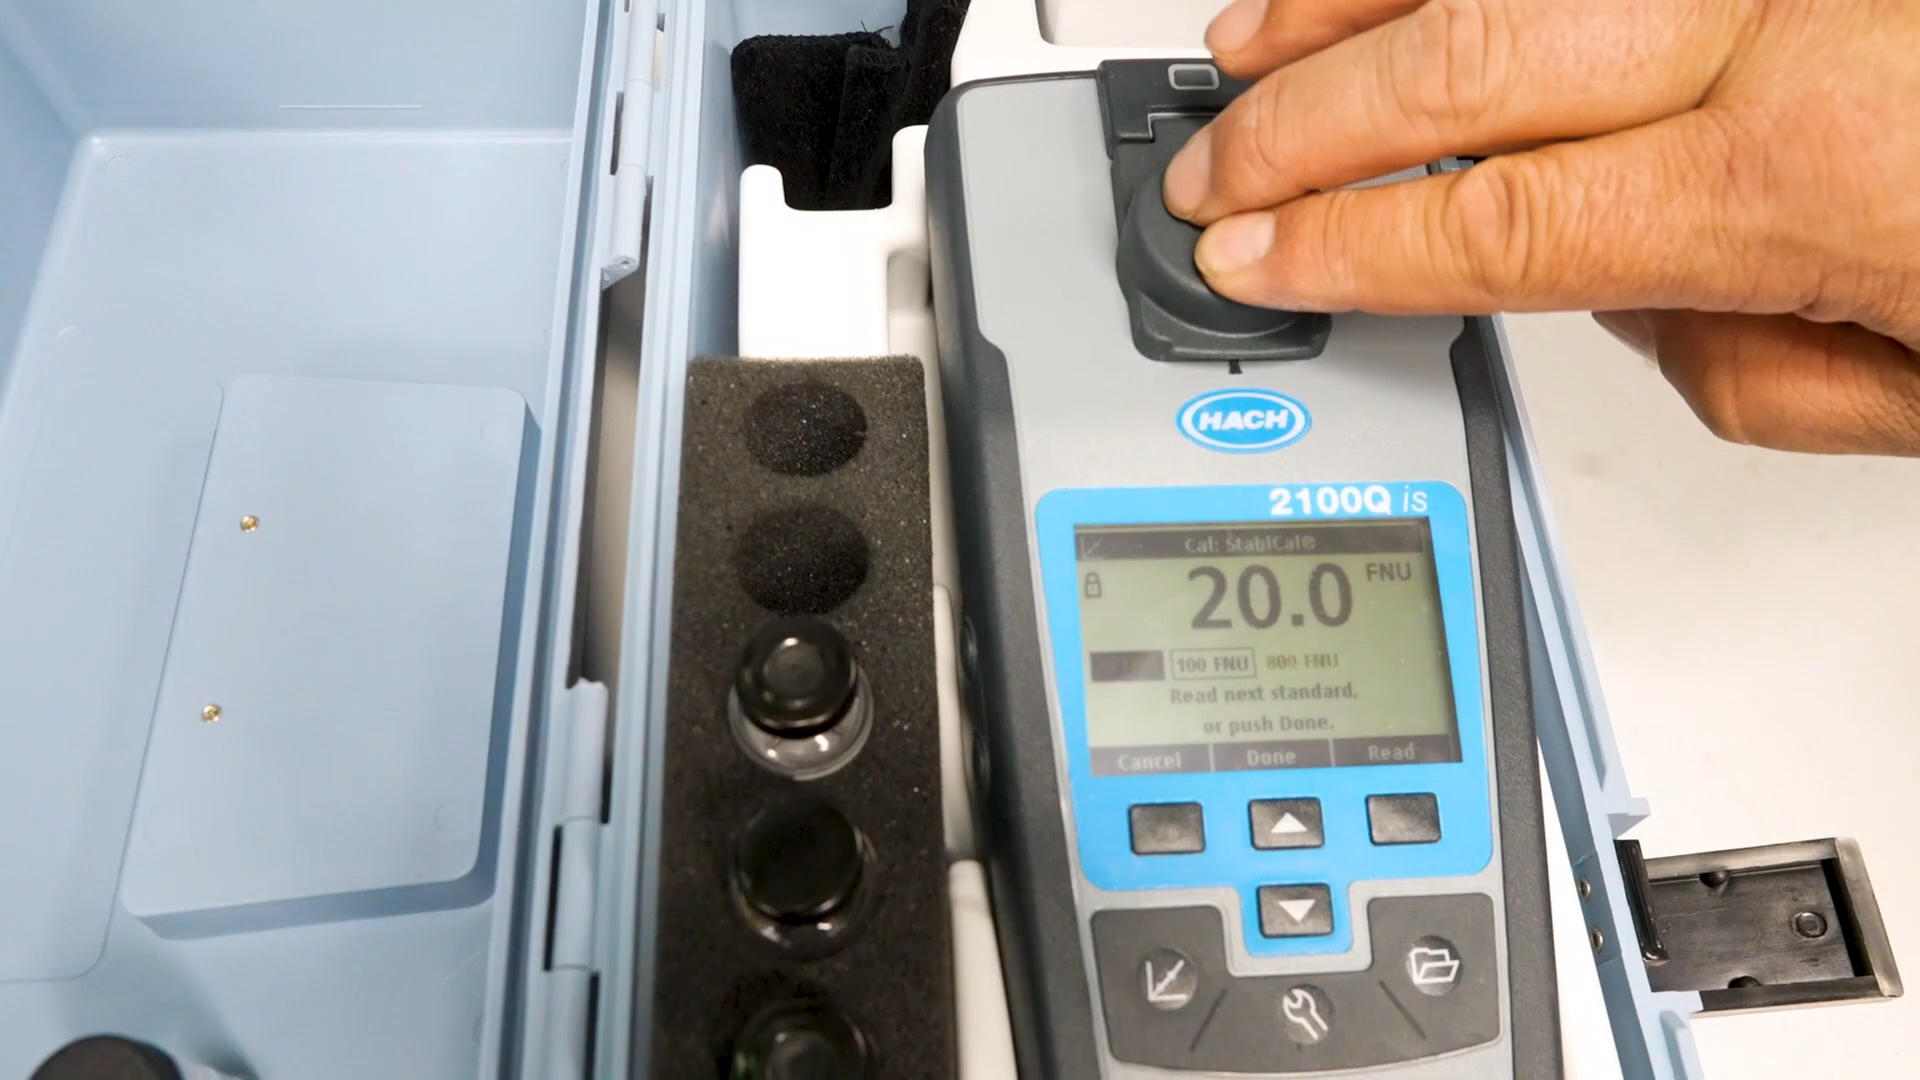 HACH
2100Q is
Cal: StablCal®
20.0 FNU
100 FNU 800 FNU
Read next standard,
or push Done.
Cancel Done Read